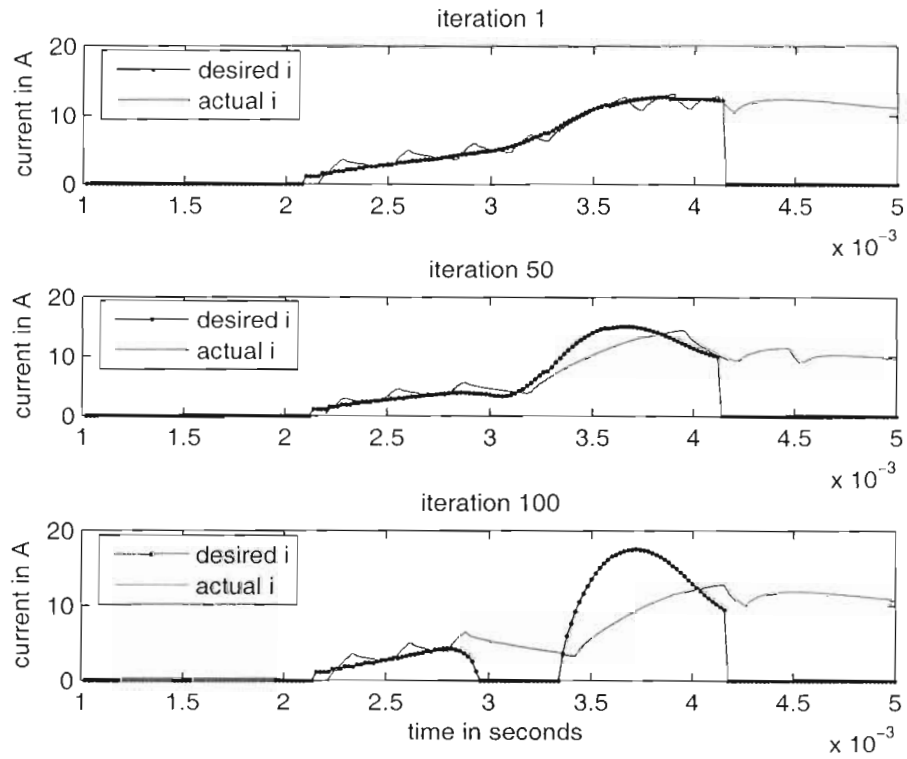 iteration 1
current in A
20
10
0
desired i
actual i
1
1.5
2
2.5
3
3.5
4
4.5
5
x 10⁻³
iteration 50
current in A
20
10
0
desired i
actual i
1
1.5
2
2.5
3
3.5
4
4.5
5
x 10⁻³
iteration 100
current in A
20
10
0
desired i
actual i
1
1.5
2
2.5
3
3.5
4
4.5
5
time in seconds
x 10⁻³